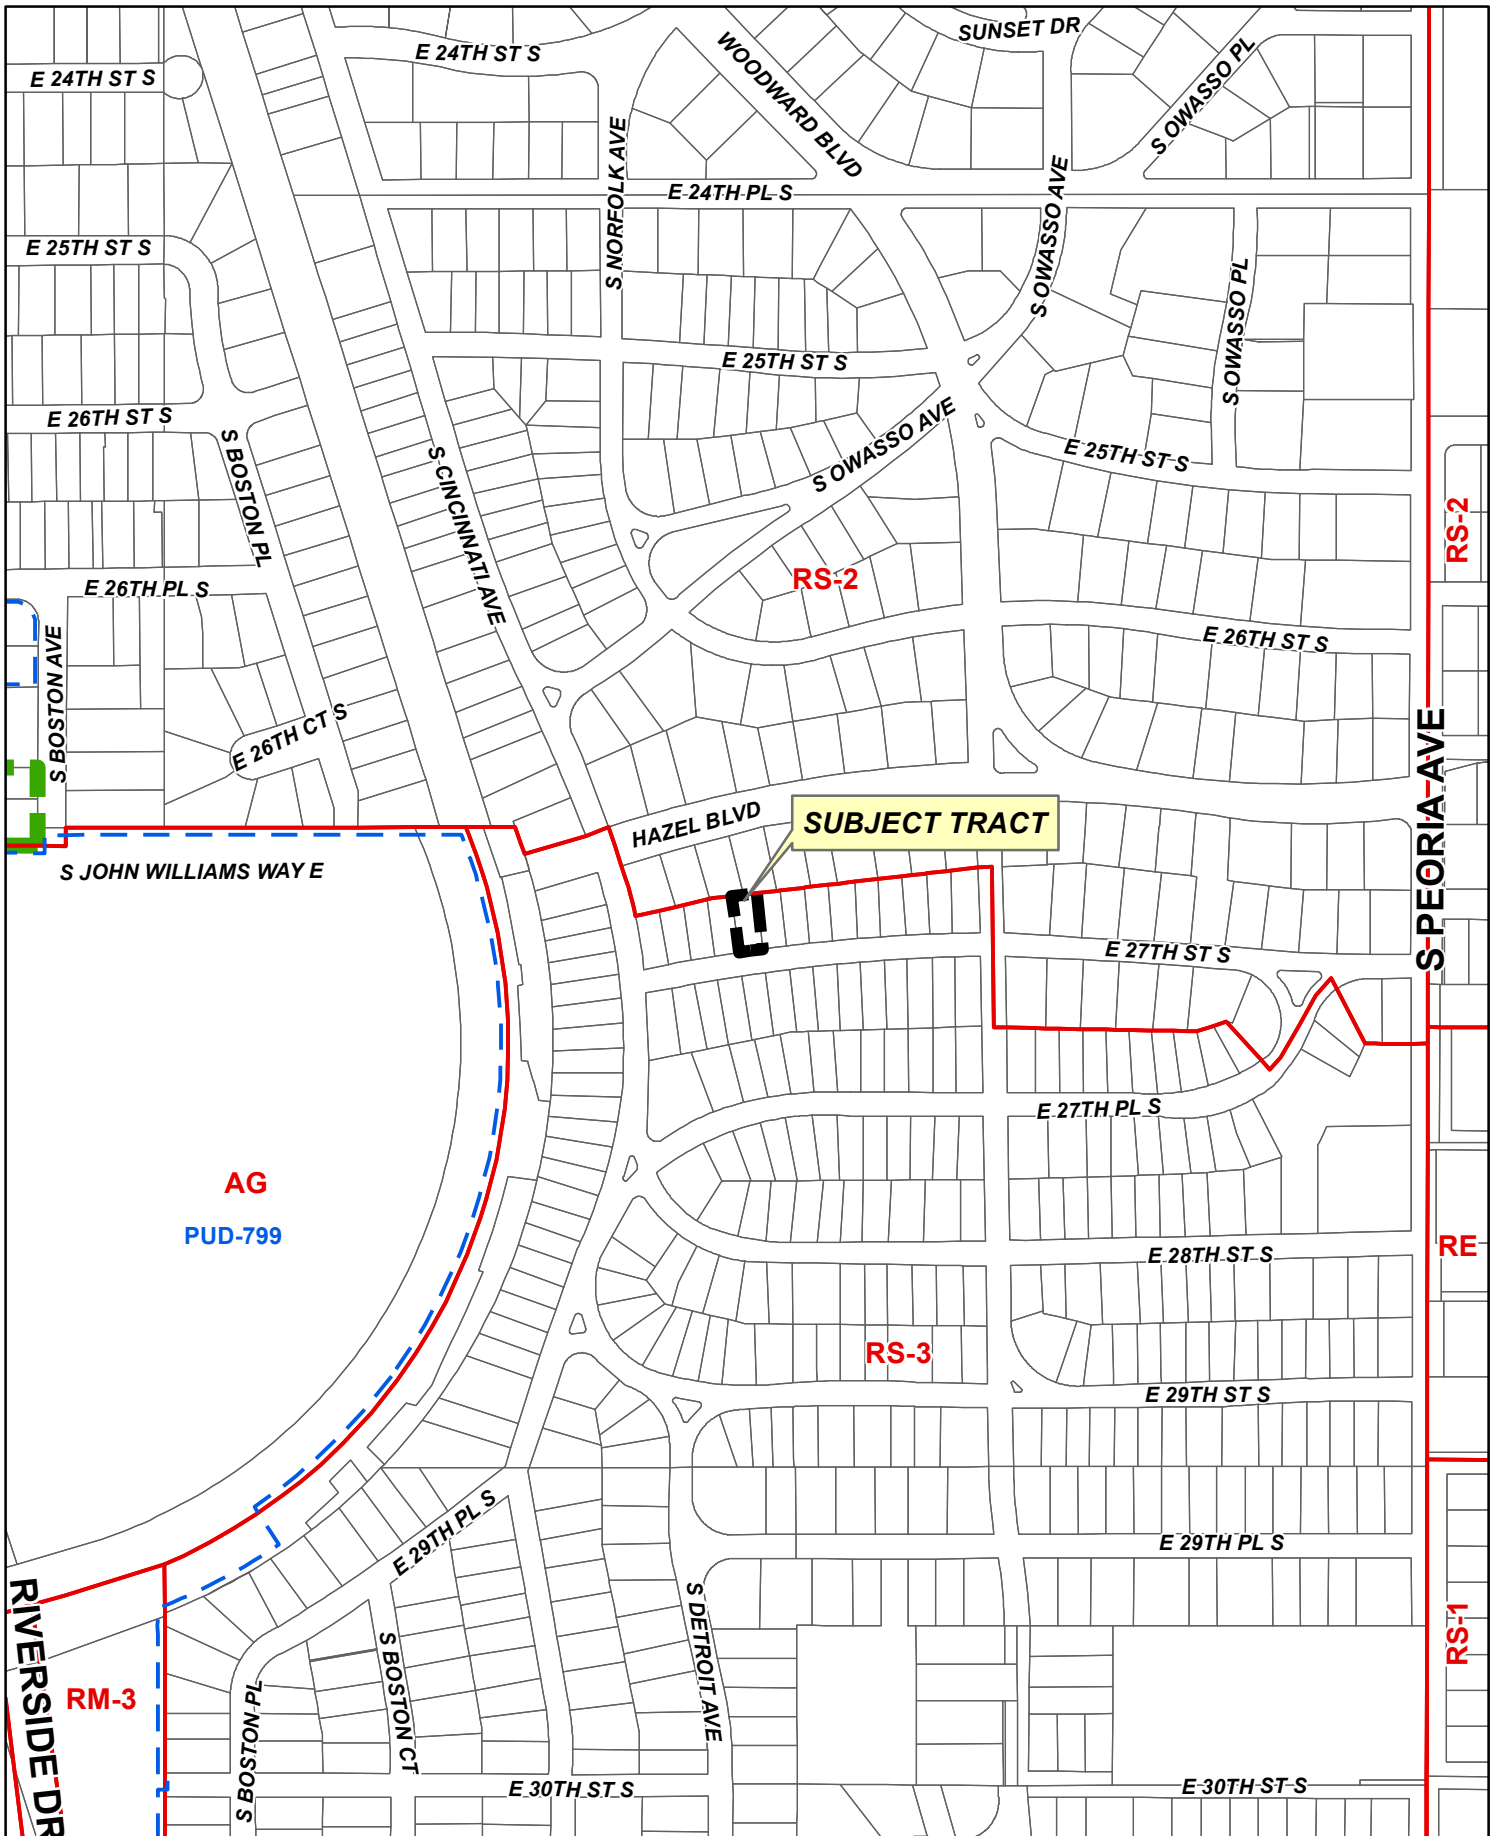 SUNSET DR
E 24TH ST S
E 24TH ST S
WOODWARD BLVD
S OWASSO PL
S NORFOLK AVE
E 24TH PL S
S OWASSO AVE
E 25TH ST S
S OWASSO PL
E 25TH ST S
E 26TH ST S
S OWASSO AVE
E 25TH ST S
S BOSTON PL
S CINCINNATI AVE
RS-2
RS-2
E 26TH PL S
E 26TH ST S
S BOSTON AVE
E 26TH CT S
S PEORIA AVE
HAZEL BLVD
SUBJECT TRACT
S JOHN WILLIAMS WAY E
E 27TH ST S
E 27TH PL S
AG
PUD-799
E 28TH ST S
RE
RS-3
E 29TH ST S
E 29TH PL S
E 29TH PL S
RIVERSIDE DR
S BOSTON CT
S DETROIT AVE
RS-1
RM-3
S BOSTON PL
E 30TH ST S
E 30TH ST S